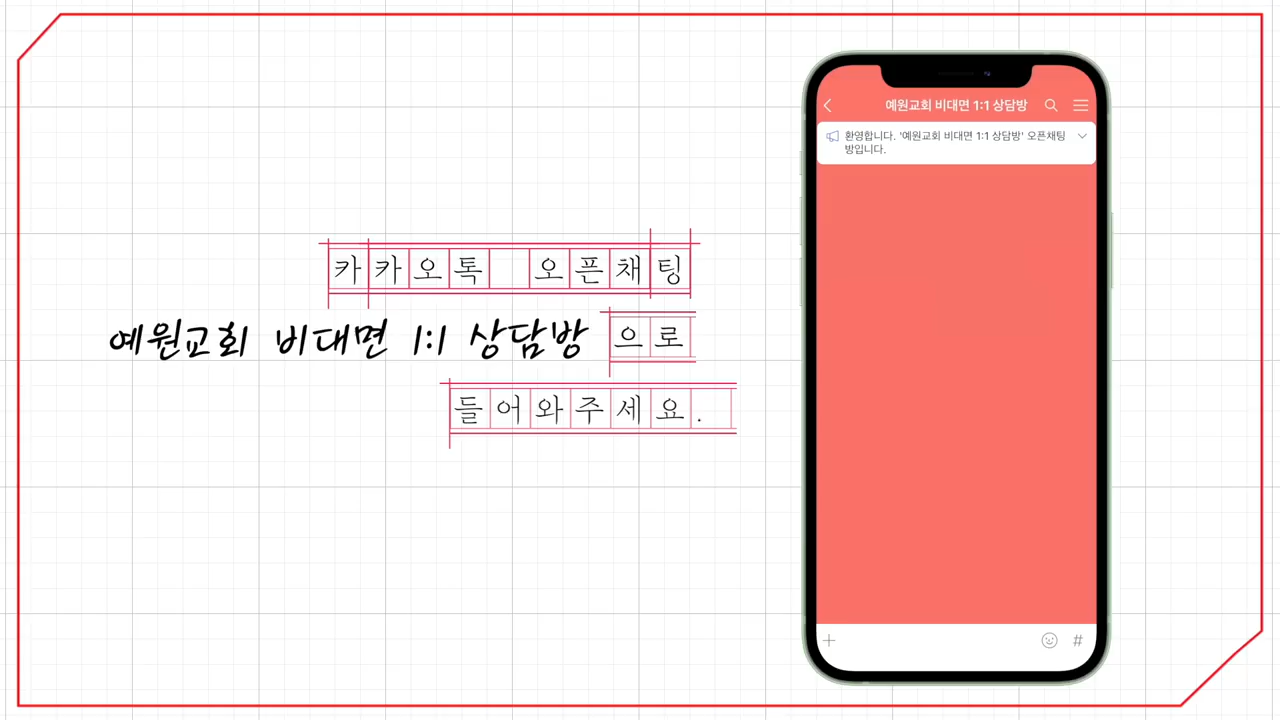 카카오톡 오픈채팅
예원교회 비대면 1:1 상담방으로
들어와주세요.
예원교회 비대면 1:1 상담방
환영합니다. '예원교회 비대면 1:1 상담방' 오픈채팅
방입니다.
#